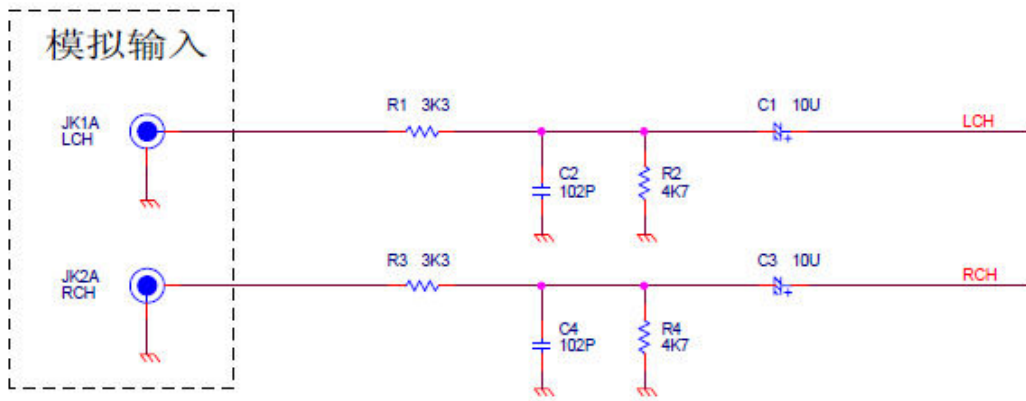 模拟输入
JK1A
LCH
R1 3K3
C1 10U
LCH
C2
102P
R2
4K7
JK2A
RCH
R3 3K3
C3 10U
RCH
C4
102P
R4
4K7